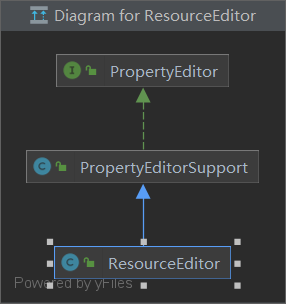 Diagram for ResourceEditor
I PropertyEditor
C PropertyEditorSupport
C ResourceEditor
Powered by yFiles